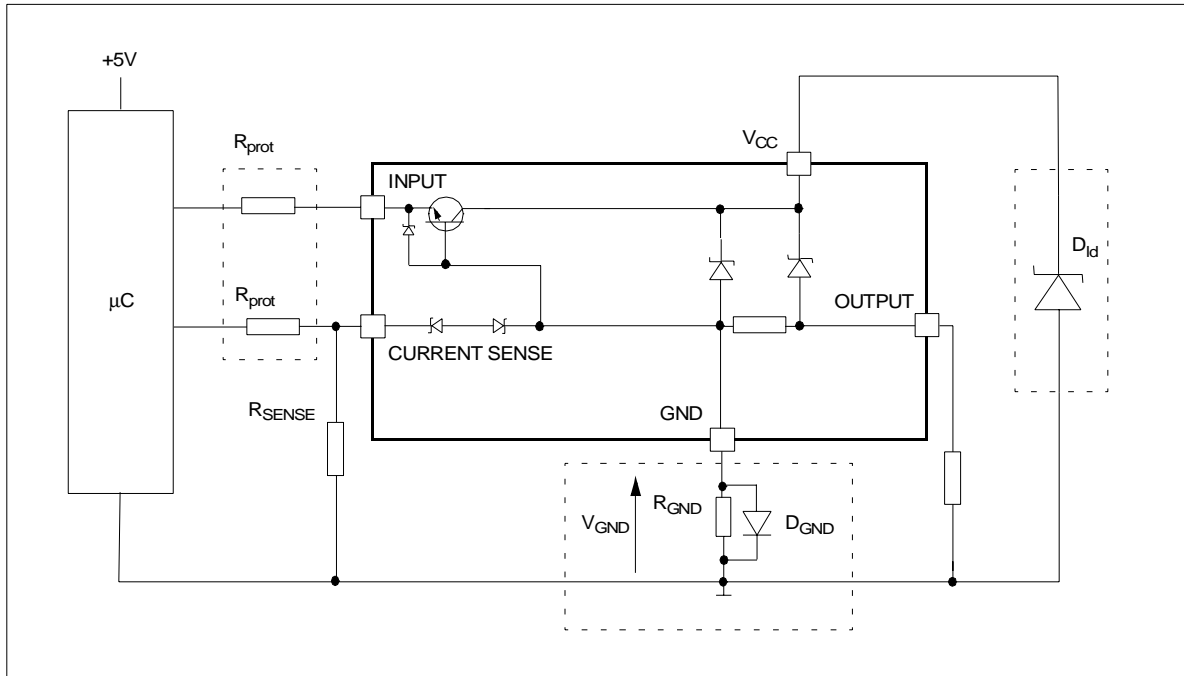 +5V
μC
R_prot
R_prot
INPUT
V_CC
D_ld
OUTPUT
CURRENT SENSE
R_SENSE
GND
V_GND
R_GND
D_GND